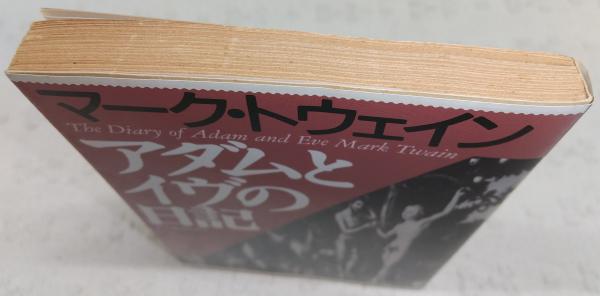 マーク・トウェイン
The Diary of Adam and Eve Mark Twain
アダムと
イヴの
日記